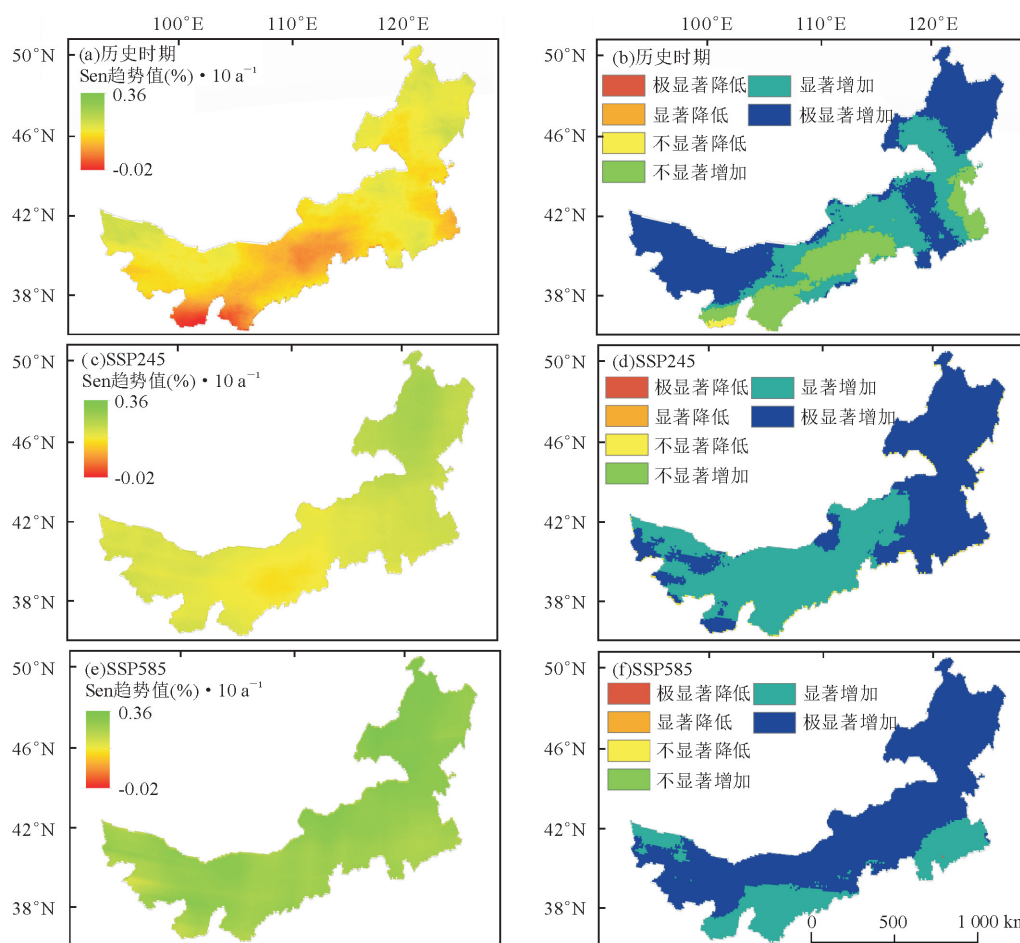 100°E 110°E 120°E 100°E 110°E 120°E
50°N
(a)历史时期
Sen趋势值(%)·10 a⁻¹
0.36
-0.02
46°N
42°N
38°N
50°N
(b)历史时期
极显著降低 显著增加
显著降低 极显著增加
不显著降低
不显著增加
46°N
42°N
38°N
50°N
(c)SSP245
Sen趋势值(%)·10 a⁻¹
0.36
-0.02
46°N
42°N
38°N
50°N
(d)SSP245
极显著降低 显著增加
显著降低 极显著增加
不显著降低
不显著增加
46°N
42°N
38°N
50°N
(e)SSP585
Sen趋势值(%)·10 a⁻¹
0.36
-0.02
46°N
42°N
38°N
50°N
(f)SSP585
极显著降低 显著增加
显著降低 极显著增加
不显著降低
不显著增加
46°N
42°N
38°N
0 500 1 000 km